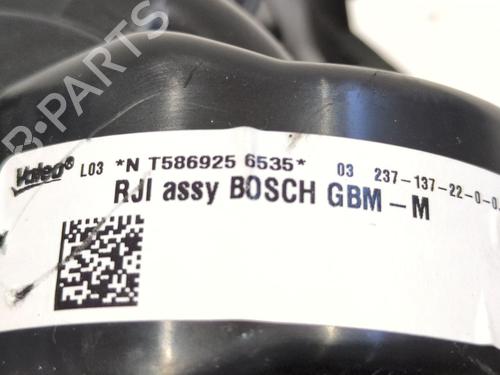 B-PARTS
Valeo L03 *N T586925 6535* 03 237-137-22-0-0
RJI assy BOSCH GBM-M